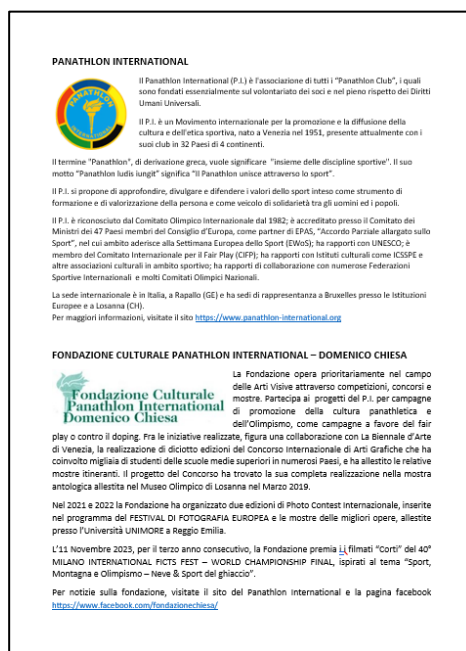 PANATHLON INTERNATIONAL
PANATHLON
INTERNATIONAL
Il Panathlon International (P.I.) è l'associazione di tutti i "Panathlon Club", i quali
sono fondati essenzialmente sul volontariato dei soci e nel pieno rispetto dei Diritti
Umani Universali.
Il P.I. è un Movimento internazionale per la promozione e la diffusione della
cultura e dell'etica sportiva, nato a Venezia nel 1951, presente attualmente con i
suoi club in 32 Paesi di 4 continenti.
Il termine "Panathlon", di derivazione greca, vuole significare "insieme delle discipline sportive". Il suo
motto "Panathlon ludis iungit" significa "Il Panathlon unisce attraverso lo sport".
Il P.I. si propone di approfondire, divulgare e difendere i valori dello sport inteso come strumento di
formazione e di valorizzazione della persona e come veicolo di solidarietà tra gli uomini ed i popoli.
Il P.I. è riconosciuto dal Comitato Olimpico Internazionale dal 1982; è accreditato presso il Comitato dei
Ministri dei 47 Paesi membri del Consiglio d'Europa, come partner di EPAS, "Accordo Parziale allargato sullo
Sport", nel cui ambito aderisce alla Settimana Europea dello Sport (EWoS); ha rapporti con UNESCO; è
membro del Comitato Internazionale per il Fair Play (CIFP); ha rapporti con Istituti culturali come ICSSPE e
altre associazioni culturali in ambito sportivo; ha rapporti di collaborazione con numerose Federazioni
Sportive Internazionali e molti Comitati Olimpici Nazionali.
La sede internazionale è in Italia, a Rapallo (GE) e ha sedi di rappresentanza a Bruxelles presso le Istituzioni
Europee e a Losanna (CH).
Per maggiori informazioni, visitate il sito https://www.panathlon-international.org
FONDAZIONE CULTURALE PANATHLON INTERNATIONAL – DOMENICO CHIESA
Fondazione Culturale
Panathlon International
Domenico Chiesa
La Fondazione opera prioritariamente nel campo
delle Arti Visive attraverso competizioni, concorsi e
mostre. Partecipa ai progetti del P.I. per campagne
di promozione della cultura panathletica e
dell'Olimpismo, come campagne a favore del fair
play o contro il doping. Fra le iniziative realizzate, figura una collaborazione con La Biennale d'Arte
di Venezia, la realizzazione di diciotto edizioni del Concorso Internazionale di Arti Grafiche che ha
coinvolto migliaia di studenti delle scuole medie superiori in numerosi Paesi, e ha allestito le relative
mostre itineranti. Il progetto del Concorso ha trovato la sua completa realizzazione nella mostra
antologica allestita nel Museo Olimpico di Losanna nel Marzo 2019.
Nel 2021 e 2022 la Fondazione ha organizzato due edizioni di Photo Contest Internazionale, inserite
nel programma del FESTIVAL DI FOTOGRAFIA EUROPEA e le mostre delle migliori opere, allestite
presso l'Università UNIMORE a Reggio Emilia.
L'11 Novembre 2023, per il terzo anno consecutivo, la Fondazione premia i,i filmati "Corti" del 40°
MILANO INTERNATIONAL FICTS FEST – WORLD CHAMPIONSHIP FINAL, ispirati al tema "Sport,
Montagna e Olimpismo – Neve & Sport del ghiaccio".
Per notizie sulla fondazione, visitate il sito del Panathlon International e la pagina facebook
https://www.facebook.com/fondazionechiesa/